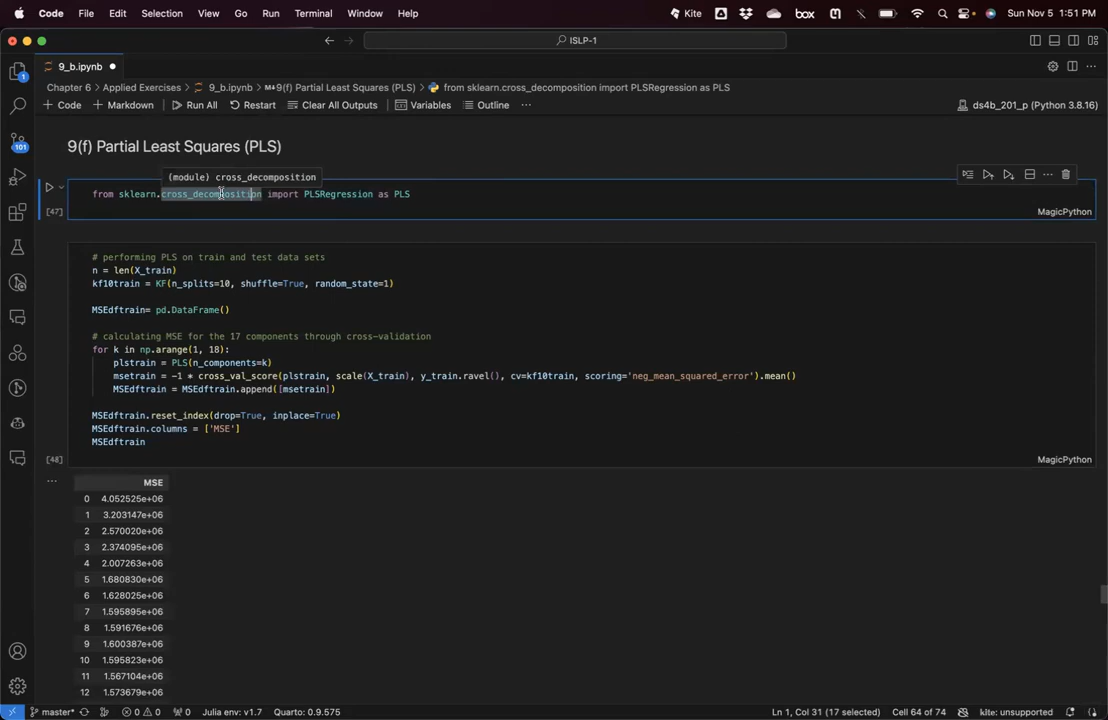 Code File Edit Selection View Go Run Terminal Window Help Kite box Sun Nov 5 1:51 PM
ISLP-1
9_b.ipynb
Chapter 6 > Applied Exercises > 9_b.ipynb > M↓9(f) Partial Least Squares (PLS) > from sklearn.cross_decomposition import PLSRegression as PLS
+ Code + Markdown Run All Restart Clear All Outputs Variables Outline ... ds4b_201_p (Python 3.8.16)
9(f) Partial Least Squares (PLS)
(module) cross_decomposition
from sklearn.cross_decomposition import PLSRegression as PLS
[47] MagicPython
# performing PLS on train and test data sets
n = len(X_train)
kf10train = KF(n_splits=10, shuffle=True, random_state=1)
MSEdftrain= pd.DataFrame()
# calculating MSE for the 17 components through cross-validation
for k in np.arange(1, 18):
plstrain = PLS(n_components=k)
msetrain = -1 * cross_val_score(plstrain, scale(X_train), y_train.ravel(), cv=kf10train, scoring='neg_mean_squared_error').mean()
MSEdftrain = MSEdftrain.append([msetrain])
MSEdftrain.reset_index(drop=True, inplace=True)
MSEdftrain.columns = ['MSE']
MSEdftrain
[48] MagicPython
... MSE
0 4.052525e+06
1 3.203147e+06
2 2.570020e+06
3 2.374095e+06
4 2.007263e+06
5 1.680830e+06
6 1.628025e+06
7 1.595895e+06
8 1.591686e+06
9 1.600387e+06
10 1.595823e+06
11 1.567104e+06
12 1.573679e+06
1
101
master* 0 0 0 Julia env: v1.7 Quarto: 0.9.575 Ln 1, Col 31 (17 selected) Cell 64 of 74 kite: unsupported